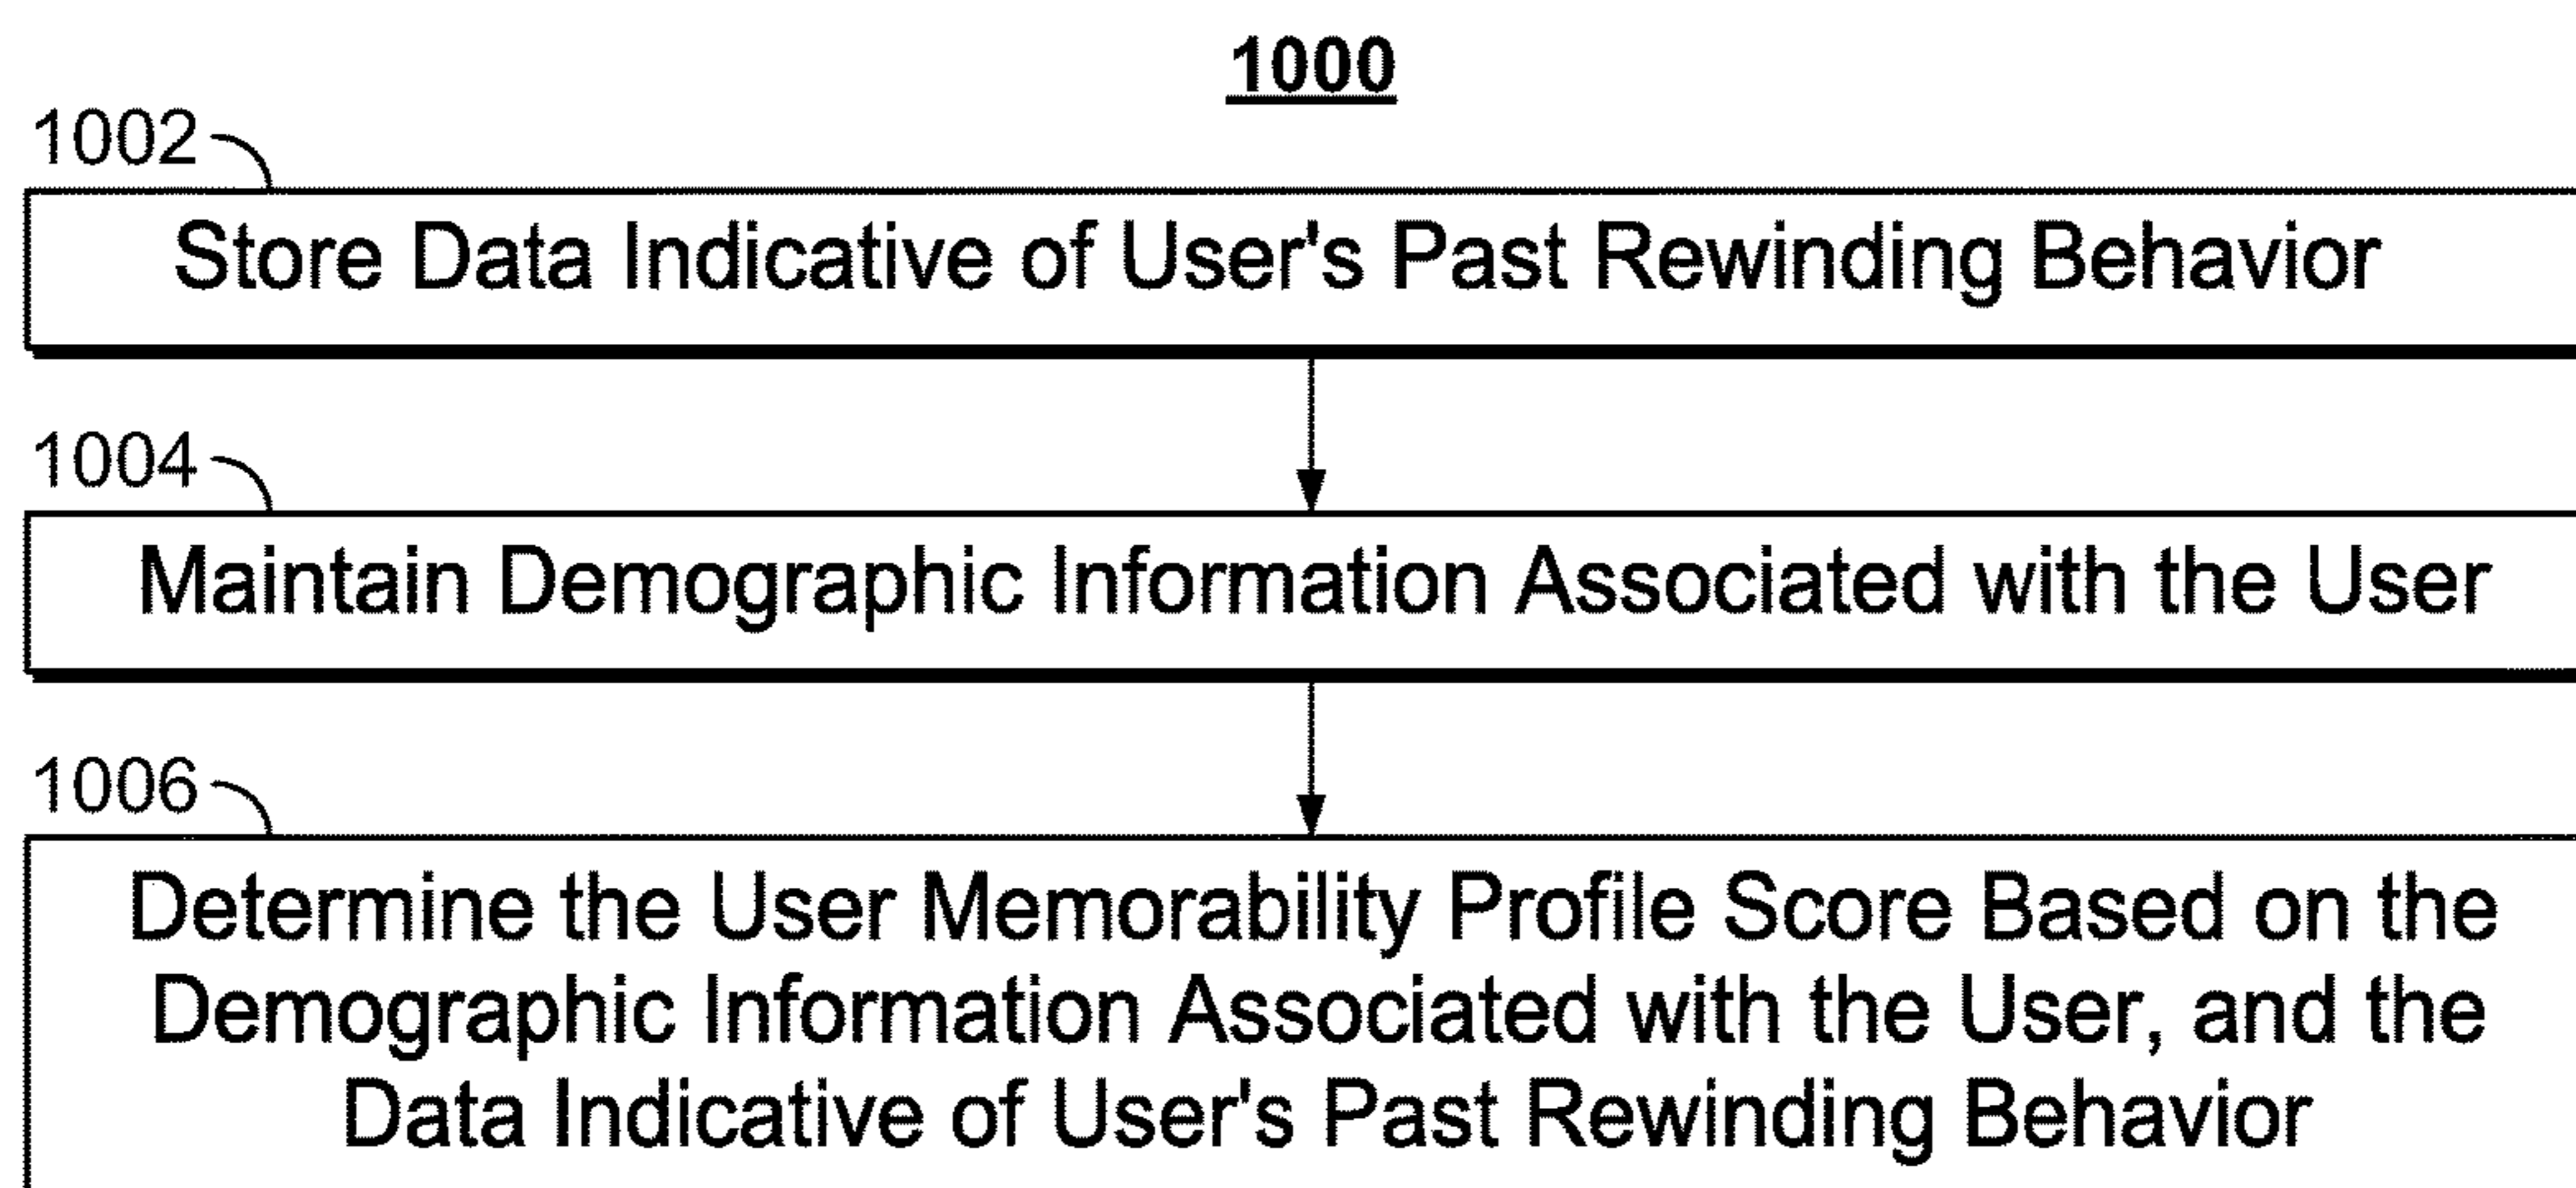 1000
1002
Store Data Indicative of User's Past Rewinding Behavior
1004
Maintain Demographic Information Associated with the User
1006
Determine the User Memorability Profile Score Based on the
Demographic Information Associated with the User, and the
Data Indicative of User's Past Rewinding Behavior